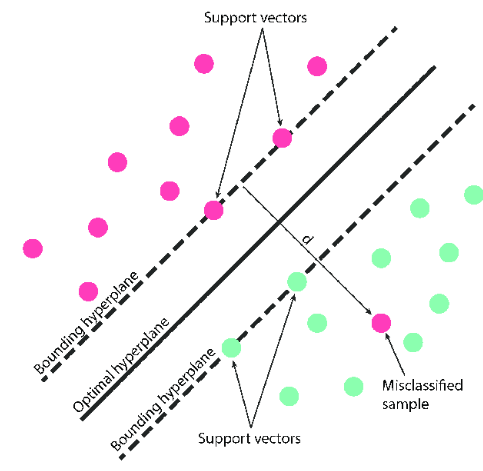 Support vectors
Bounding hyperplane
Optimal hyperplane
Bounding hyperplane
d
Misclassified
sample
Support vectors